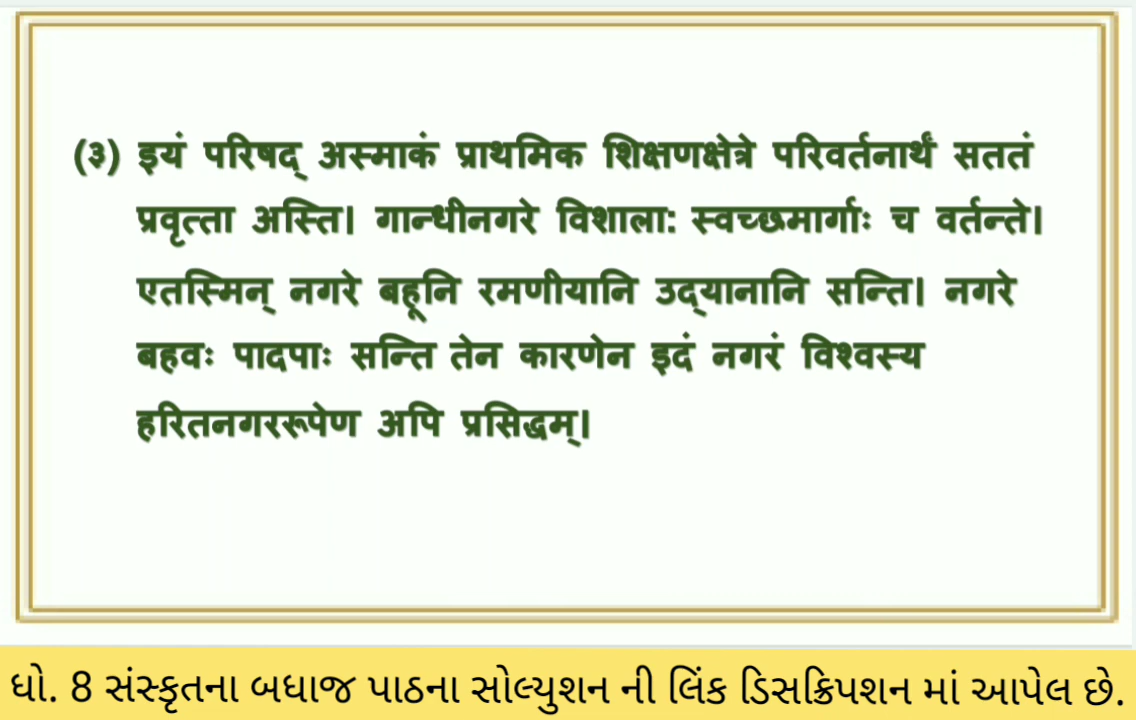 (३) इयं परिषद् अस्माकं प्राथमिक शिक्षणक्षेत्रे परिवर्तनार्थं सततं
प्रवृत्ता अस्ति। गान्धीनगरे विशाला: स्वच्छमार्गाः च वर्तन्ते।
एतस्मिन् नगरे बहूनि रमणीयानि उद्यानानि सन्ति। नगरे
बहवः पादपाः सन्ति तेन कारणेन इदं नगरं विश्वस्य
हरितनगररूपेण अपि प्रसिद्धम्।
ધો. 8 સંસ્કૃતના બધાજ પાઠના સોલ્યુશન ની લિંક ડિસક્રિપશન માં આપેલ છે.